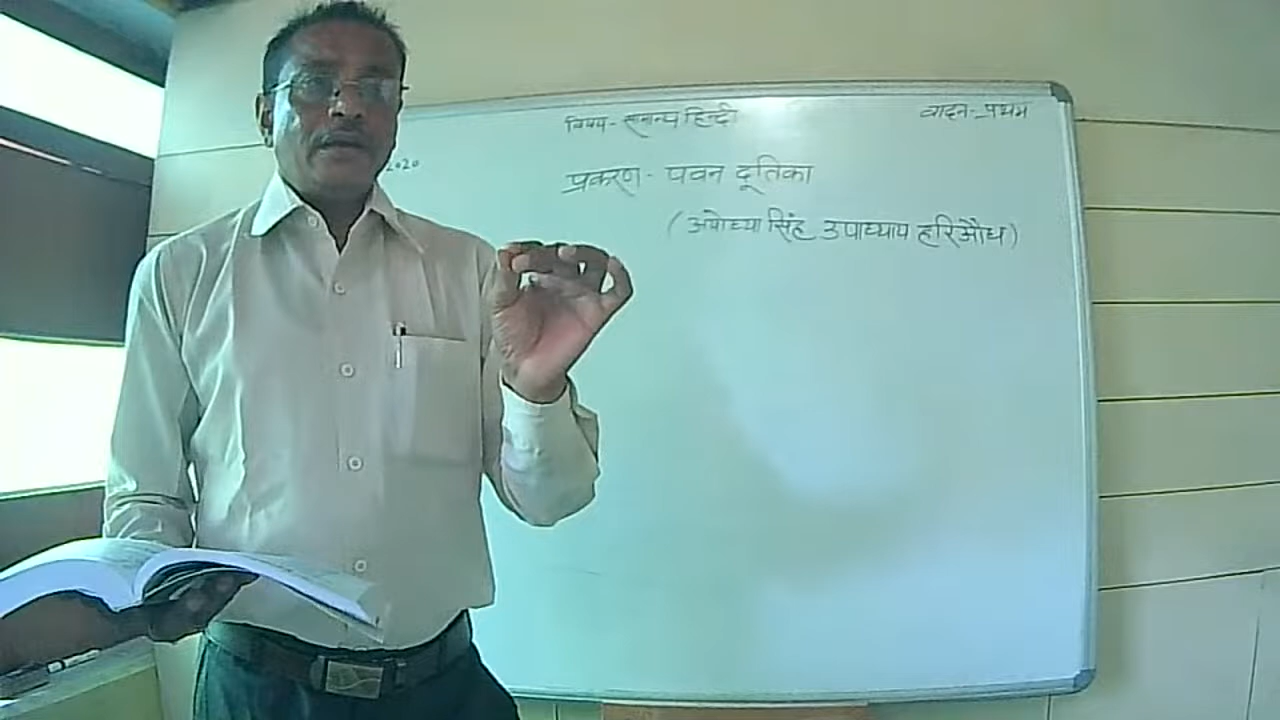 विषय - सामान्य हिन्दी
वादन - प्रथम
2020
प्रकरण - पवन दूतिका
(अयोध्या सिंह उपाध्याय हरिऔध)